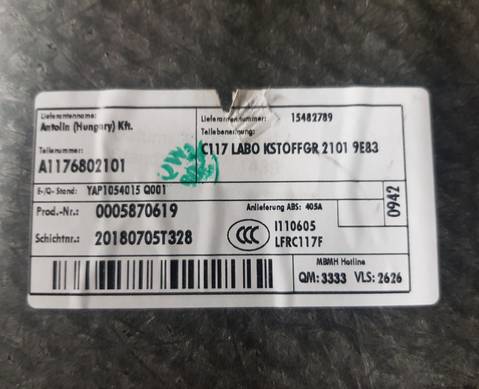 Lieferantenname:
Antolin (Hungary) Kft.
Lieferantennummer: 15482789
Teilebenennung:
C117 LABO KSTOFFGR 2101 9E83
Teilenummer:
A1176802101
E-/Q- Stand: YAP1054015 Q001
Prod.-Nr.: 0005870619
Anlieferung ABS: 405A
0942
Schichtnr.: 20180705T328
CCC
I110605
LFRC117F
MBMH Hotline
QM: 3333 VLS: 2626